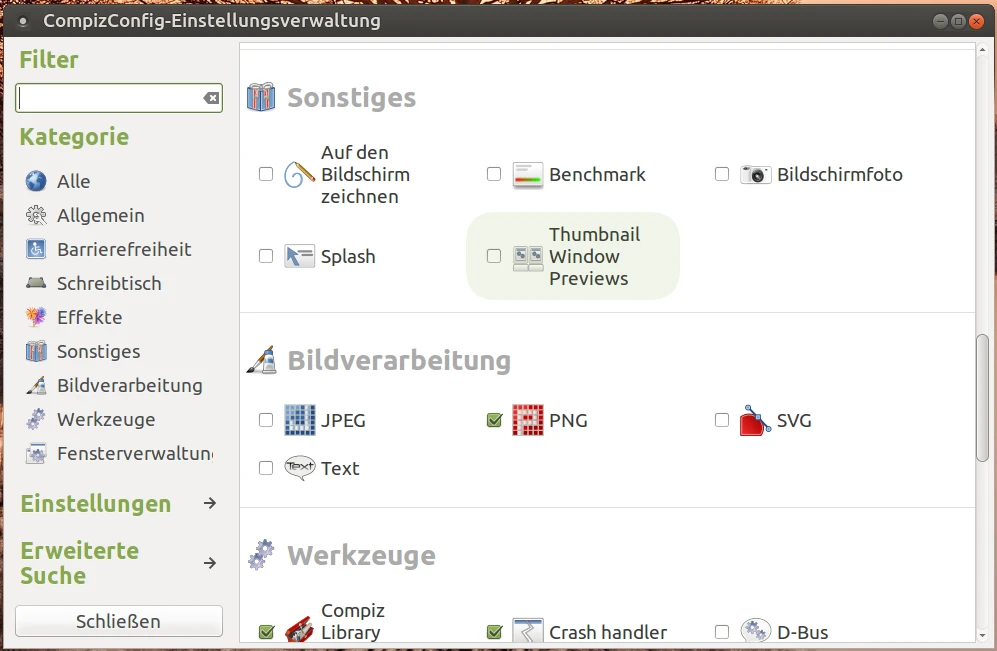 CompizConfig-Einstellungsverwaltung
Filter
Kategorie
Alle
Allgemein
Barrierefreiheit
Schreibtisch
Effekte
Sonstiges
Bildverarbeitung
Werkzeuge
Fensterverwaltun
Einstellungen
Erweiterte
Suche
Schließen
Sonstiges
Auf den
Bildschirm
zeichnen
Benchmark
Bildschirmfoto
Splash
Thumbnail
Window
Previews
Bildverarbeitung
JPEG
PNG
SVG
Text
Text
Werkzeuge
Compiz
Library
Crash handler
D-Bus